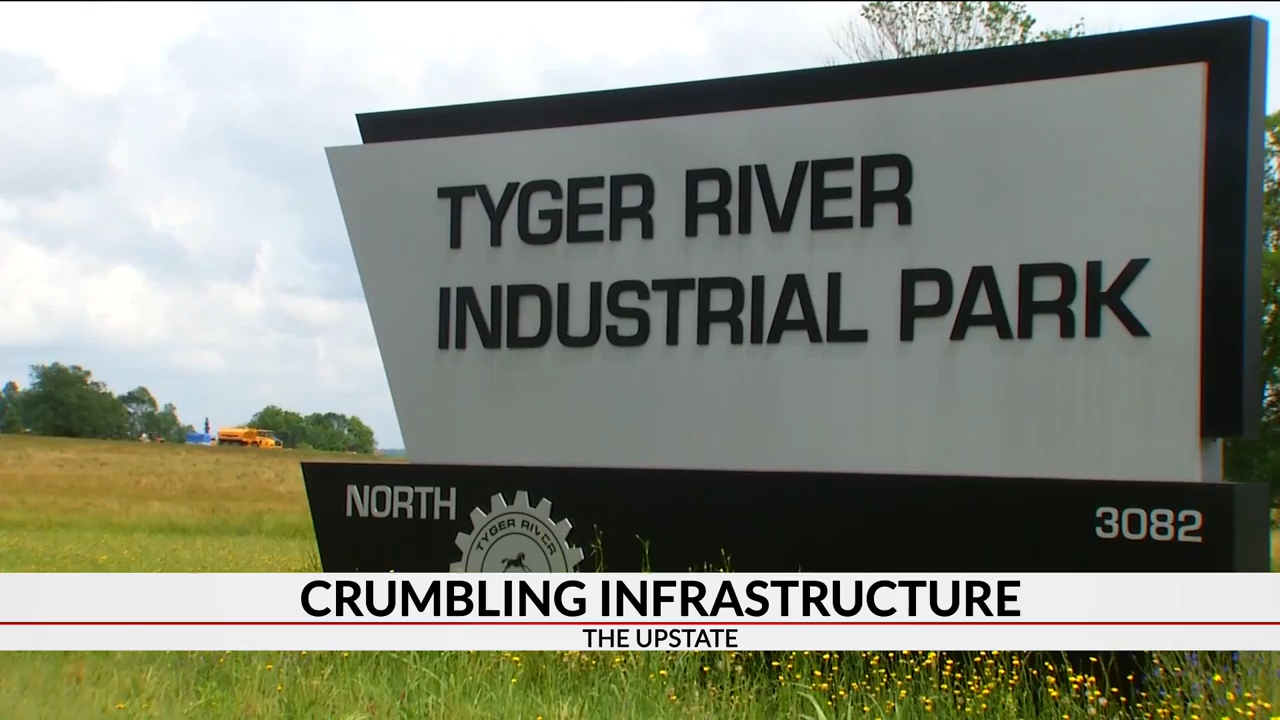 TYGER RIVER
INDUSTRIAL PARK
NORTH
3082
TYGER RIVER
CRUMBLING INFRASTRUCTURE
THE UPSTATE